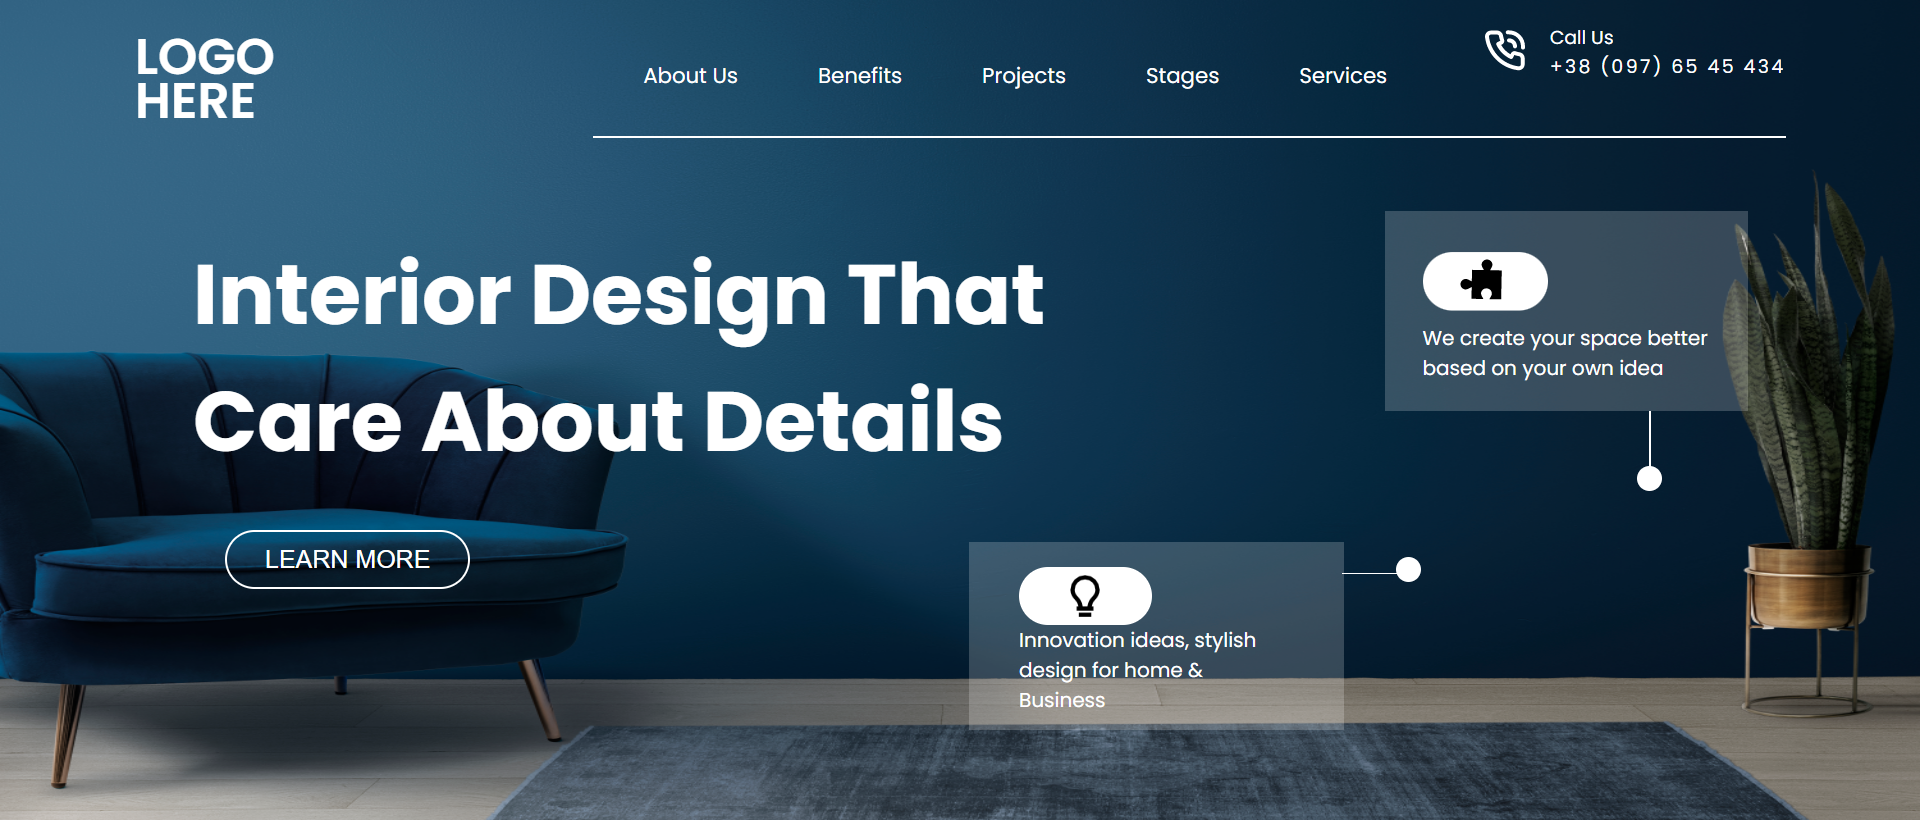 LOGO
HERE
About Us
Benefits
Projects
Stages
Services
Call Us
+38 (097) 65 45 434
Interior Design That
Care About Details
LEARN MORE
We create your space better
based on your own idea
Innovation ideas, stylish
design for home &
Business